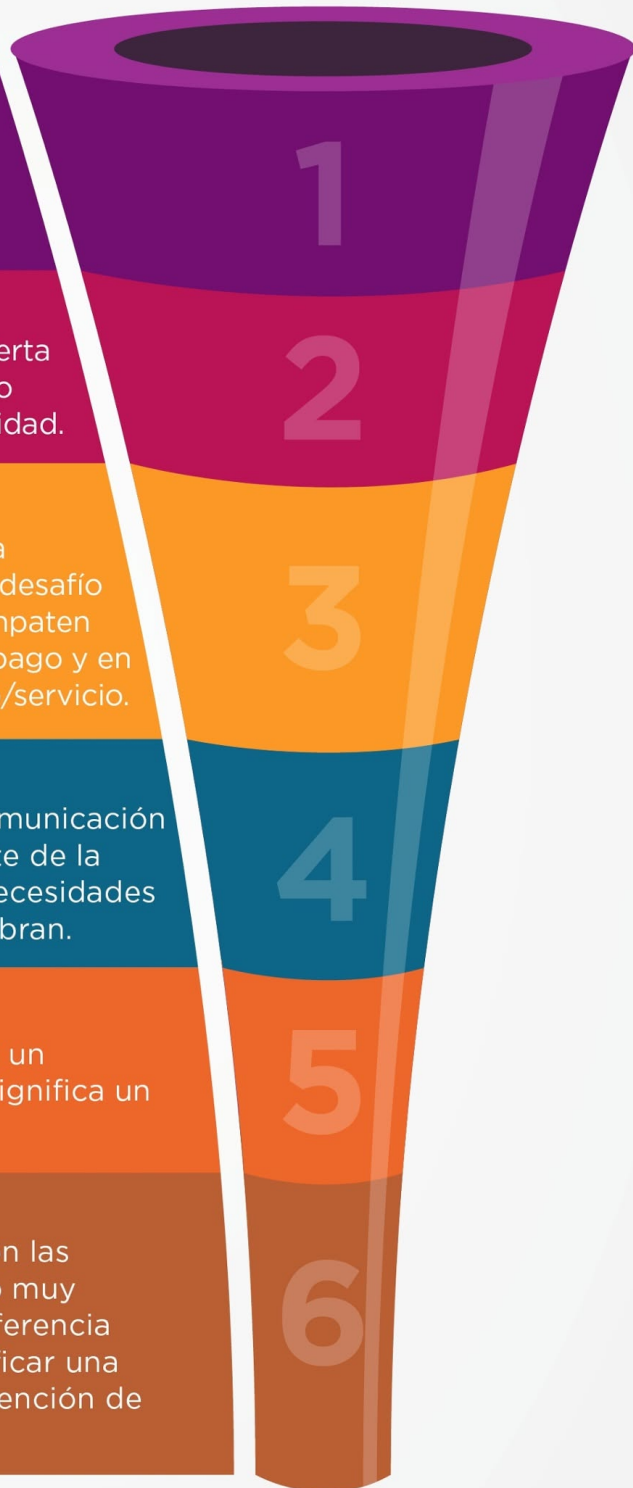 1
erta
2
o
idad.
a
desafío
3
npaten
pago y en
/servicio.
municación
te de la
4
ecesidades
bran.
un
5
ignifica un
n las
o muy
6
ferencia
ficar una
ención de